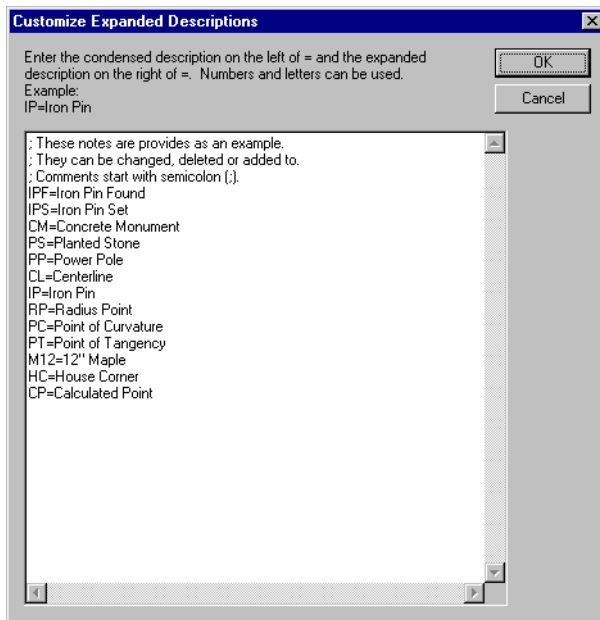 Customize Expanded Descriptions
Enter the condensed description on the left of = and the expanded
description on the right of =.  Numbers and letters can be used.
Example:
IP=Iron Pin
OK
Cancel
; These notes are provides as an example.
; They can be changed, deleted or added to.
; Comments start with semicolon (;).
IPF=Iron Pin Found
IPS=Iron Pin Set
CM=Concrete Monument
PS=Planted Stone
PP=Power Pole
CL=Centerline
IP=Iron Pin
RP=Radius Point
PC=Point of Curvature
PT=Point of Tangency
M12=12" Maple
HC=House Corner
CP=Calculated Point